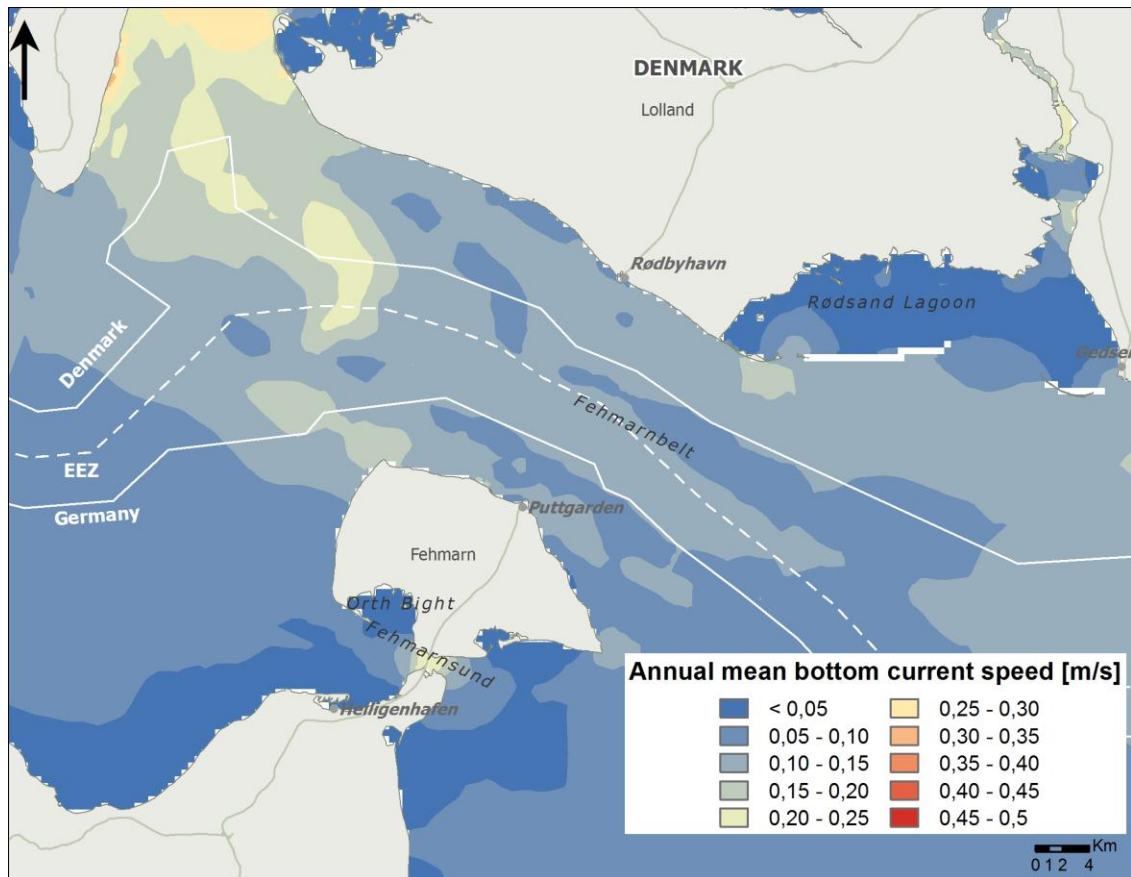 DENMARK
Lolland
Rødbyhavn
Rødsand Lagoon
Gedser
Denmark
Fehmarnbelt
EEZ
Germany
Puttgarden
Fehmarn
Orth Bight
Fehmarnsund
Heiligenhafen
Annual mean bottom current speed [m/s]
< 0,05
0,05 - 0,10
0,10 - 0,15
0,15 - 0,20
0,20 - 0,25
0,25 - 0,30
0,30 - 0,35
0,35 - 0,40
0,40 - 0,45
0,45 - 0,5
Km
0 1 2 4